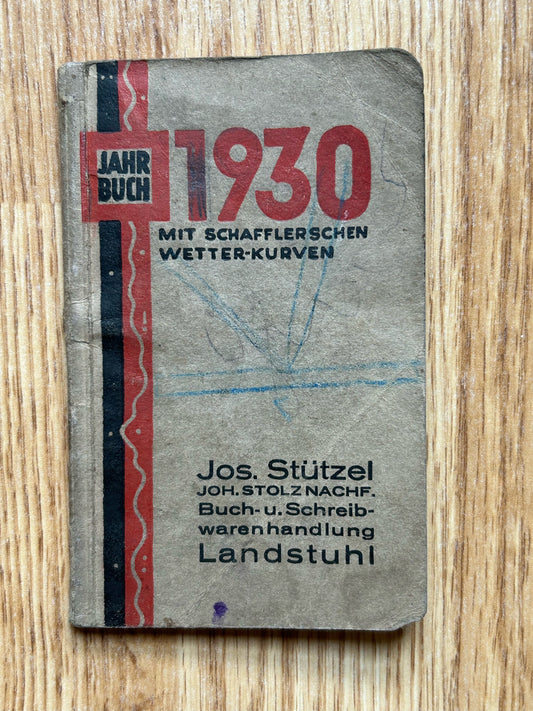 JAHR
BUCH
1930
MIT SCHAFFLERSCHEN
WETTER-KURVEN
Jos. Stützel
JOH. STOLZ NACHF.
Buch- u. Schreib-
warenhandlung
Landstuhl